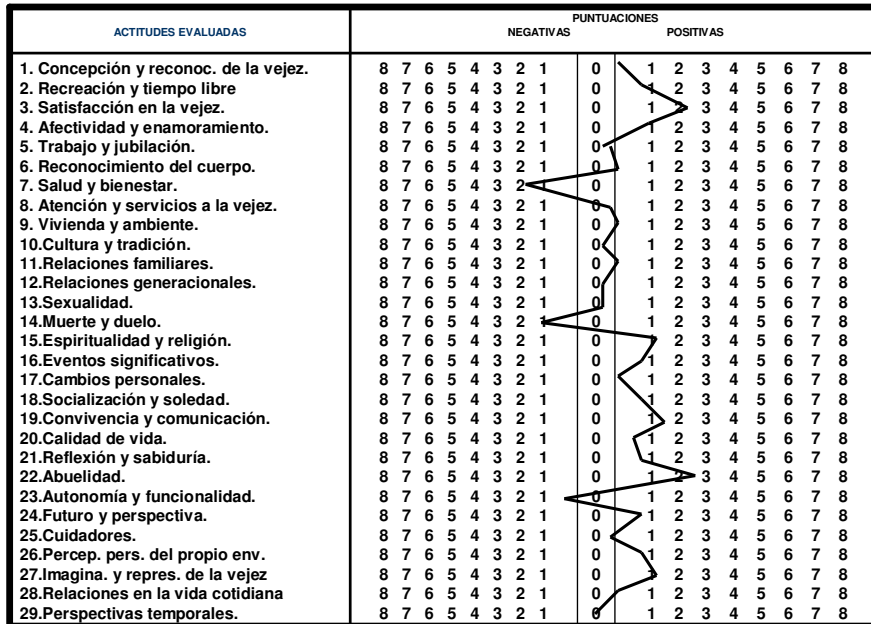 ACTITUDES EVALUADAS
PUNTUACIONES
NEGATIVAS POSITIVAS
1. Concepción y reconoc. de la vejez. 8 7 6 5 4 3 2 1 0 1 2 3 4 5 6 7 8
2. Recreación y tiempo libre 8 7 6 5 4 3 2 1 0 1 2 3 4 5 6 7 8
3. Satisfacción en la vejez. 8 7 6 5 4 3 2 1 0 1 2 3 4 5 6 7 8
4. Afectividad y enamoramiento. 8 7 6 5 4 3 2 1 0 1 2 3 4 5 6 7 8
5. Trabajo y jubilación. 8 7 6 5 4 3 2 1 0 1 2 3 4 5 6 7 8
6. Reconocimiento del cuerpo. 8 7 6 5 4 3 2 1 0 1 2 3 4 5 6 7 8
7. Salud y bienestar. 8 7 6 5 4 3 2 1 0 1 2 3 4 5 6 7 8
8. Atención y servicios a la vejez. 8 7 6 5 4 3 2 1 0 1 2 3 4 5 6 7 8
9. Vivienda y ambiente. 8 7 6 5 4 3 2 1 0 1 2 3 4 5 6 7 8
10.Cultura y tradición. 8 7 6 5 4 3 2 1 0 1 2 3 4 5 6 7 8
11.Relaciones familiares. 8 7 6 5 4 3 2 1 0 1 2 3 4 5 6 7 8
12.Relaciones generacionales. 8 7 6 5 4 3 2 1 0 1 2 3 4 5 6 7 8
13.Sexualidad. 8 7 6 5 4 3 2 1 0 1 2 3 4 5 6 7 8
14.Muerte y duelo. 8 7 6 5 4 3 2 1 0 1 2 3 4 5 6 7 8
15.Espiritualidad y religión. 8 7 6 5 4 3 2 1 0 1 2 3 4 5 6 7 8
16.Eventos significativos. 8 7 6 5 4 3 2 1 0 1 2 3 4 5 6 7 8
17.Cambios personales. 8 7 6 5 4 3 2 1 0 1 2 3 4 5 6 7 8
18.Socialización y soledad. 8 7 6 5 4 3 2 1 0 1 2 3 4 5 6 7 8
19.Convivencia y comunicación. 8 7 6 5 4 3 2 1 0 1 2 3 4 5 6 7 8
20.Calidad de vida. 8 7 6 5 4 3 2 1 0 1 2 3 4 5 6 7 8
21.Reflexión y sabiduría. 8 7 6 5 4 3 2 1 0 1 2 3 4 5 6 7 8
22.Abuelidad. 8 7 6 5 4 3 2 1 0 1 2 3 4 5 6 7 8
23.Autonomía y funcionalidad. 8 7 6 5 4 3 2 1 0 1 2 3 4 5 6 7 8
24.Futuro y perspectiva. 8 7 6 5 4 3 2 1 0 1 2 3 4 5 6 7 8
25.Cuidadores. 8 7 6 5 4 3 2 1 0 1 2 3 4 5 6 7 8
26.Percep. pers. del propio env. 8 7 6 5 4 3 2 1 0 1 2 3 4 5 6 7 8
27.Imagina. y repres. de la vejez 8 7 6 5 4 3 2 1 0 1 2 3 4 5 6 7 8
28.Relaciones en la vida cotidiana 8 7 6 5 4 3 2 1 0 1 2 3 4 5 6 7 8
29.Perspectivas temporales. 8 7 6 5 4 3 2 1 0 1 2 3 4 5 6 7 8